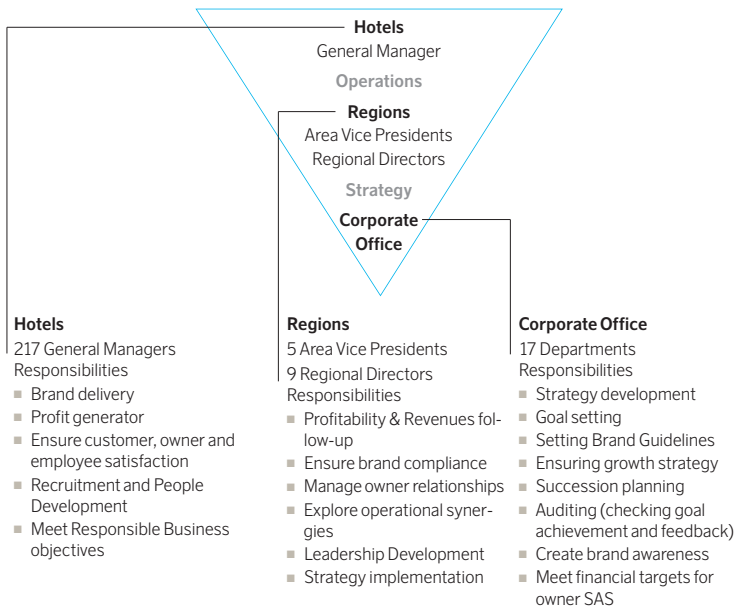 Hotels
General Manager
Operations
Regions
Area Vice Presidents
Regional Directors
Strategy
Corporate
Office
Hotels
217 General Managers
Responsibilities
■ Brand delivery
■ Profit generator
■ Ensure customer, owner and
employee satisfaction
■ Recruitment and People
Development
■ Meet Responsible Business
objectives
Regions
5 Area Vice Presidents
9 Regional Directors
Responsibilities
■ Profitability & Revenues fol-
low-up
■ Ensure brand compliance
■ Manage owner relationships
■ Explore operational syner-
gies
■ Leadership Development
■ Strategy implementation
Corporate Office
17 Departments
Responsibilities
■ Strategy development
■ Goal setting
■ Setting Brand Guidelines
■ Ensuring growth strategy
■ Succession planning
■ Auditing (checking goal
achievement and feedback)
■ Create brand awareness
■ Meet financial targets for
owner SAS